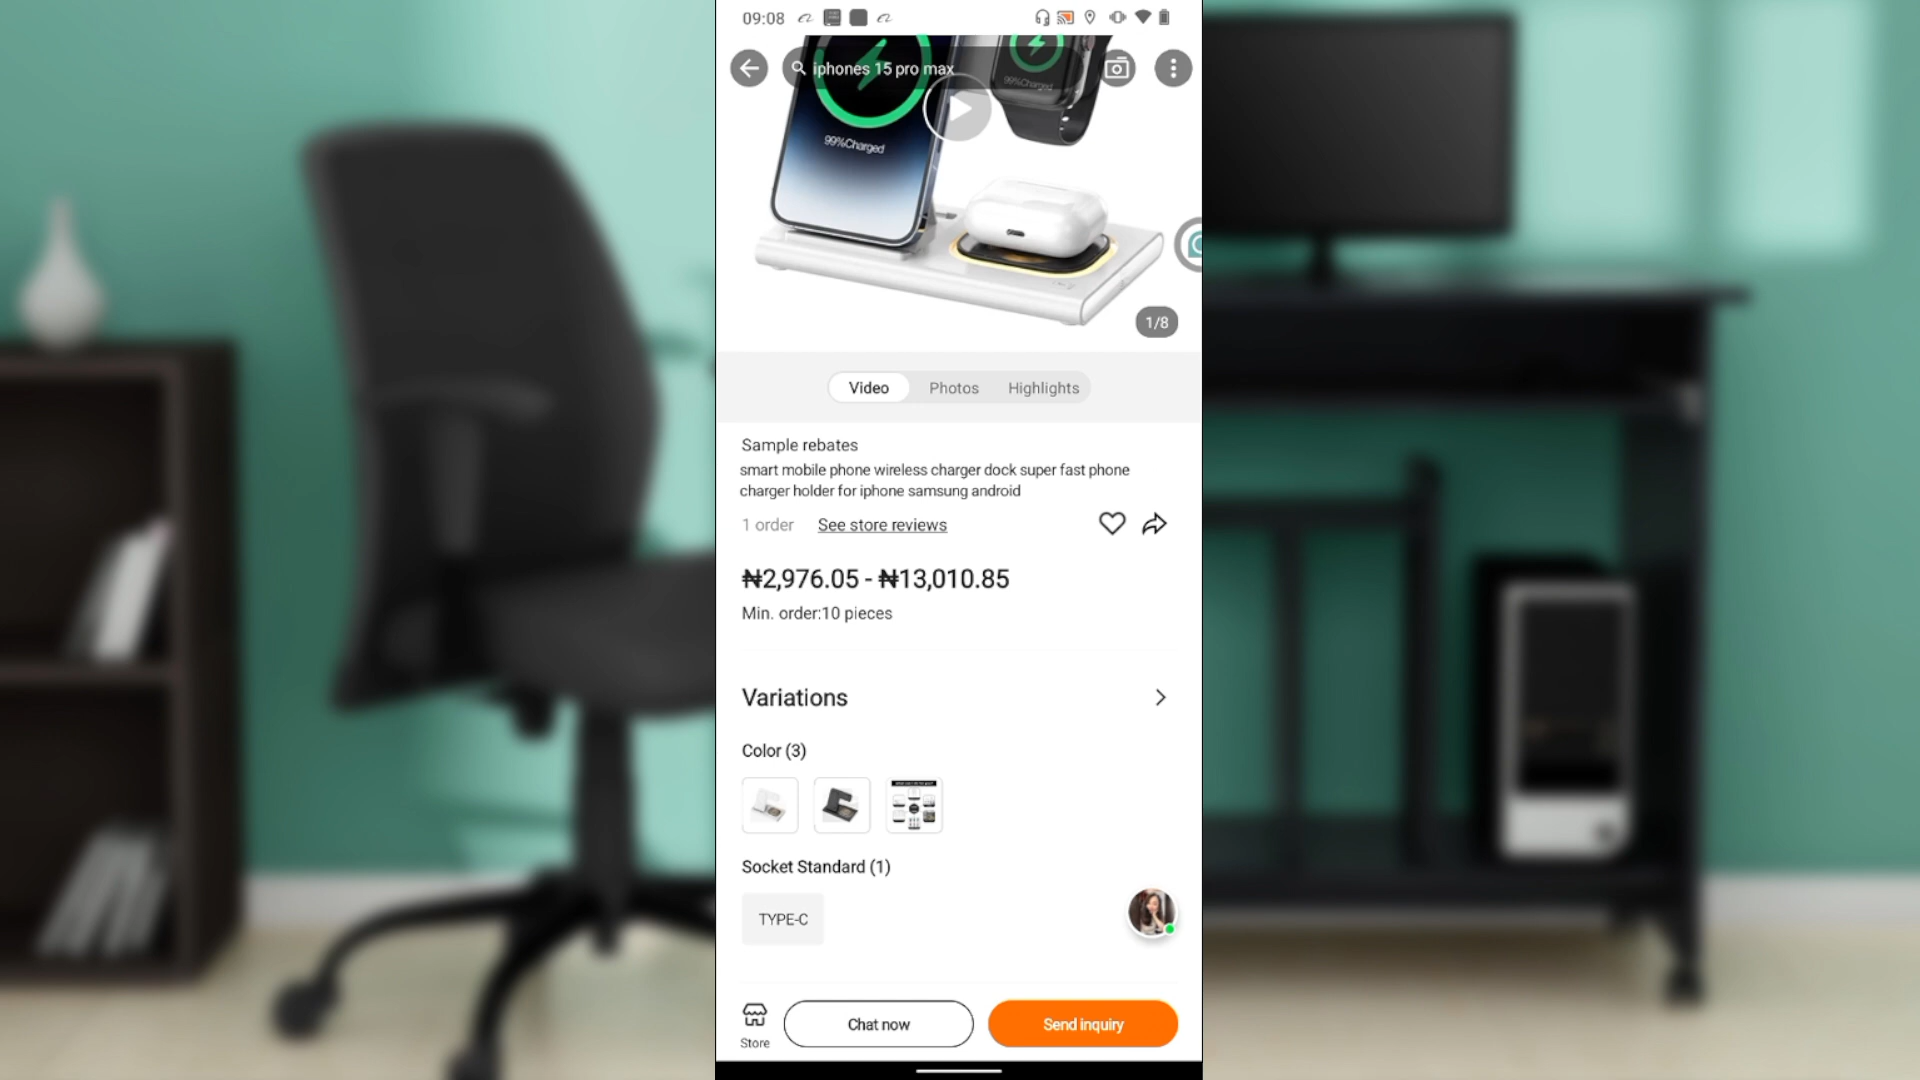 09:08
iphones 15 pro max
99%Charged
99%Charged
1/8
Video Photos Highlights
Sample rebates
smart mobile phone wireless charger dock super fast phone
charger holder for iphone samsung android
1 order See store reviews
₦2,976.05 - ₦13,010.85
Min. order:10 pieces
Variations
Color (3)
Socket Standard (1)
TYPE-C
Store
Chat now
Send inquiry